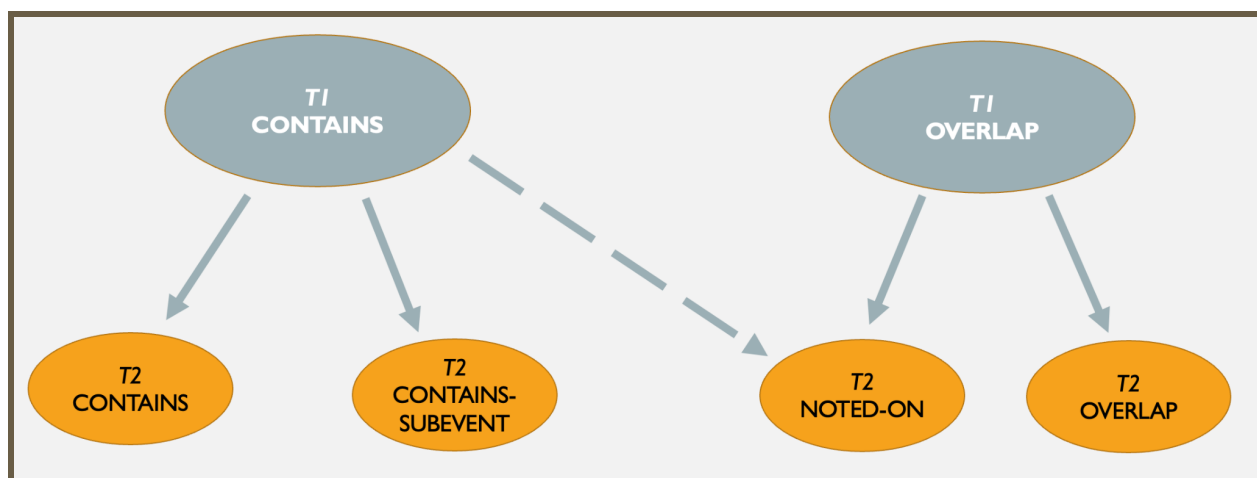 T1
CONTAINS
T1
OVERLAP
T2
CONTAINS
T2
CONTAINS-
SUBEVENT
T2
NOTED-ON
T2
OVERLAP